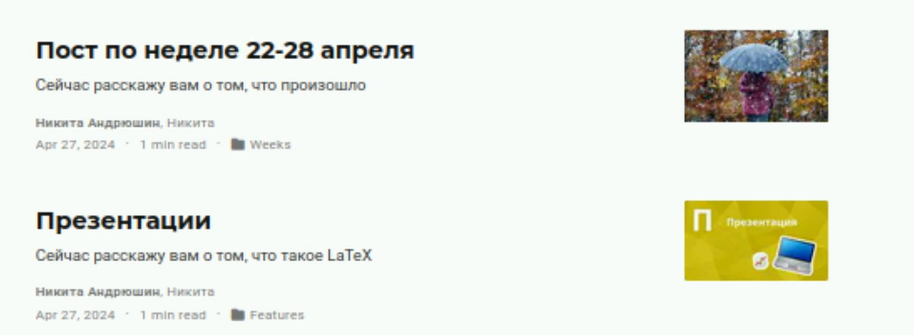 Пост по неделе 22-28 апреля
Сейчас расскажу вам о том, что произошло
Никита Андрюшин, Никита
Apr 27, 2024 · 1 min read · Weeks
Презентации
Сейчас расскажу вам о том, что такое LaTeX
Никита Андрюшин, Никита
Apr 27, 2024 · 1 min read · Features
П Презентация